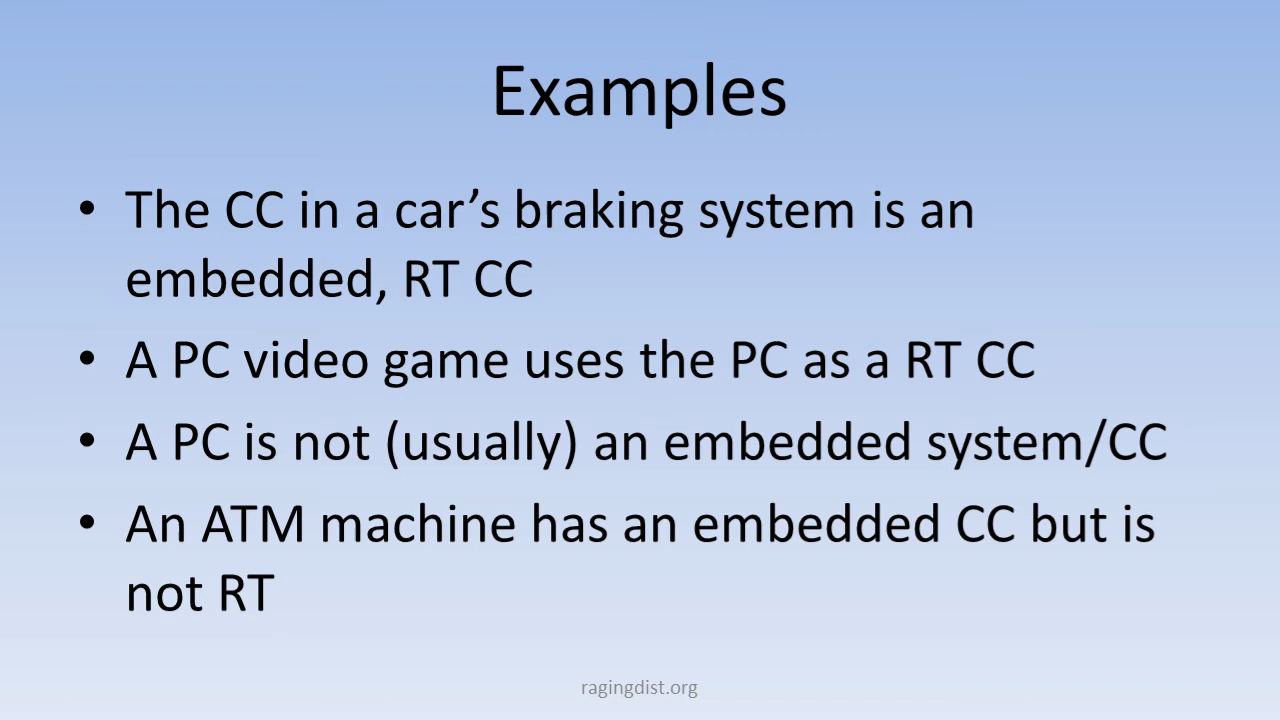 Examples
• The CC in a car’s braking system is an
embedded, RT CC
• A PC video game uses the PC as a RT CC
• A PC is not (usually) an embedded system/CC
• An ATM machine has an embedded CC but is
not RT
ragingdist.org